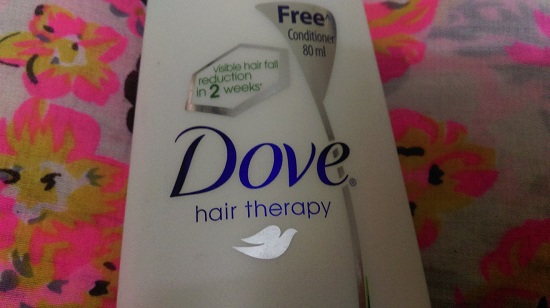 Free^
Conditioner
80 ml
visible hair fall
reduction
in 2 weeks*
Dove®
hair therapy